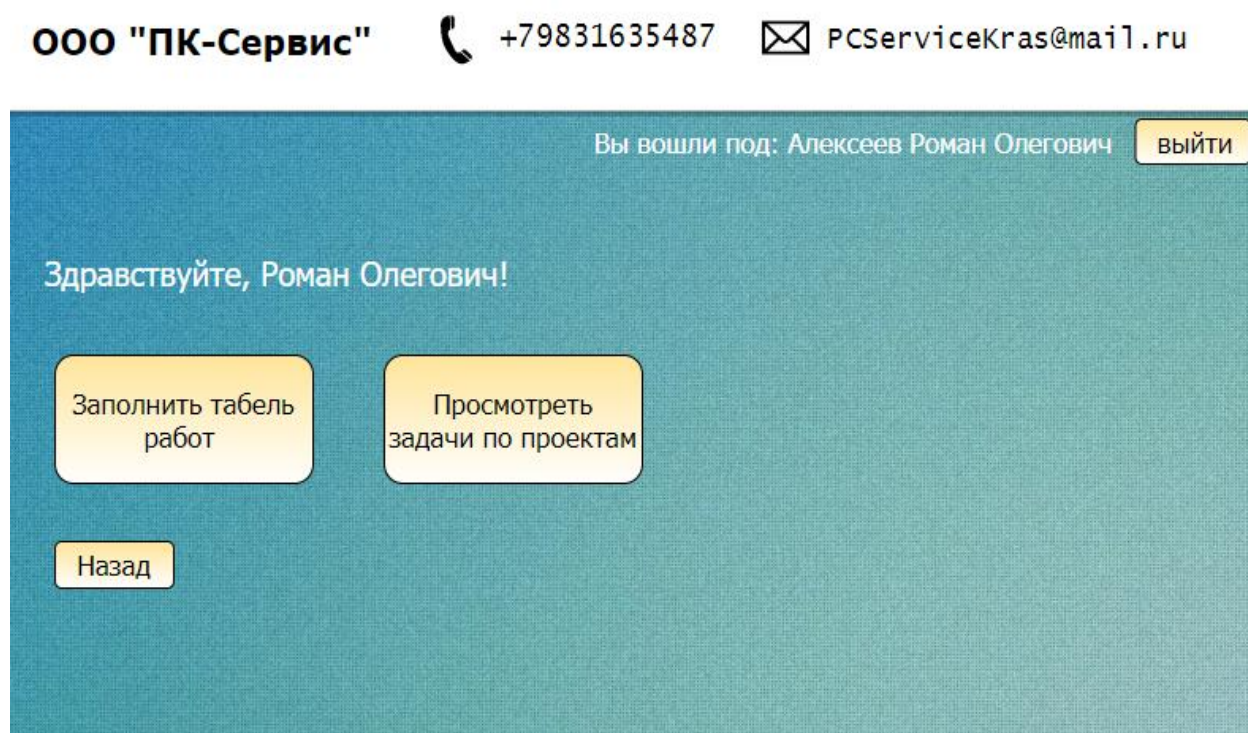 ООО "ПК-Сервис" +79831635487 PCServiceKras@mail.ru
Вы вошли под: Алексеев Роман Олегович выйти
Здравствуйте, Роман Олегович!
Заполнить табель
работ
Просмотреть
задачи по проектам
Назад